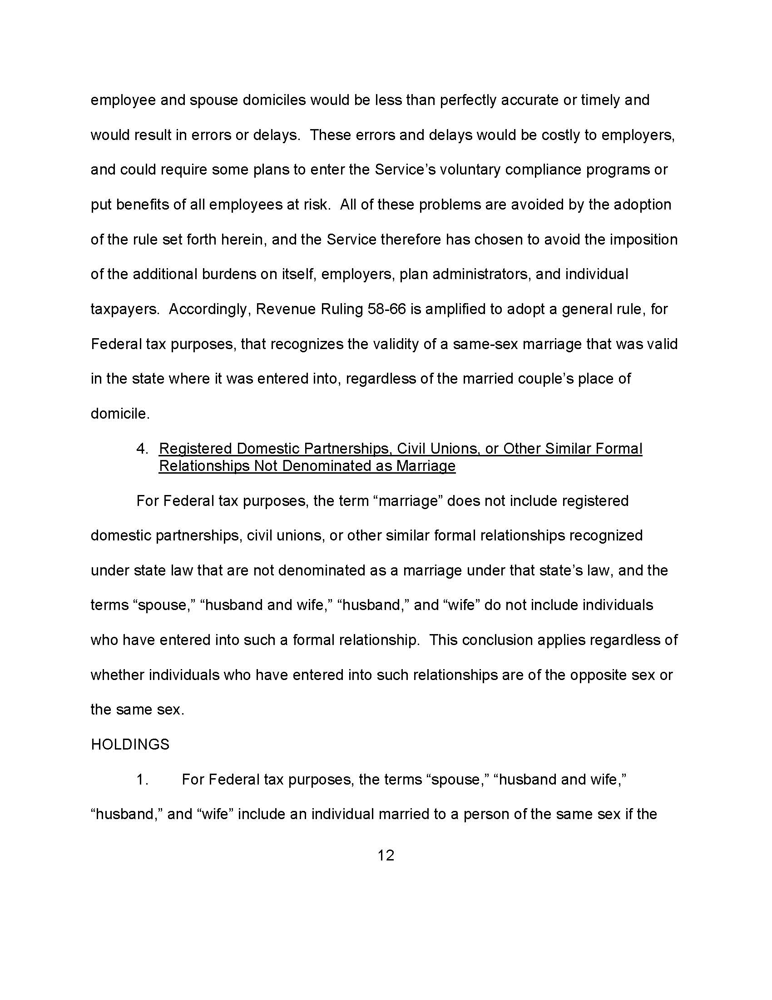 employee and spouse domiciles would be less than perfectly accurate or timely and
would result in errors or delays.  These errors and delays would be costly to employers,
and could require some plans to enter the Service’s voluntary compliance programs or
put benefits of all employees at risk.  All of these problems are avoided by the adoption
of the rule set forth herein, and the Service therefore has chosen to avoid the imposition
of the additional burdens on itself, employers, plan administrators, and individual
taxpayers.  Accordingly, Revenue Ruling 58-66 is amplified to adopt a general rule, for
Federal tax purposes, that recognizes the validity of a same-sex marriage that was valid
in the state where it was entered into, regardless of the married couple’s place of
domicile.
4. Registered Domestic Partnerships, Civil Unions, or Other Similar Formal
Relationships Not Denominated as Marriage
For Federal tax purposes, the term “marriage” does not include registered
domestic partnerships, civil unions, or other similar formal relationships recognized
under state law that are not denominated as a marriage under that state’s law, and the
terms “spouse,” “husband and wife,” “husband,” and “wife” do not include individuals
who have entered into such a formal relationship.  This conclusion applies regardless of
whether individuals who have entered into such relationships are of the opposite sex or
the same sex.
HOLDINGS
1. For Federal tax purposes, the terms “spouse,” “husband and wife,”
“husband,” and “wife” include an individual married to a person of the same sex if the
12